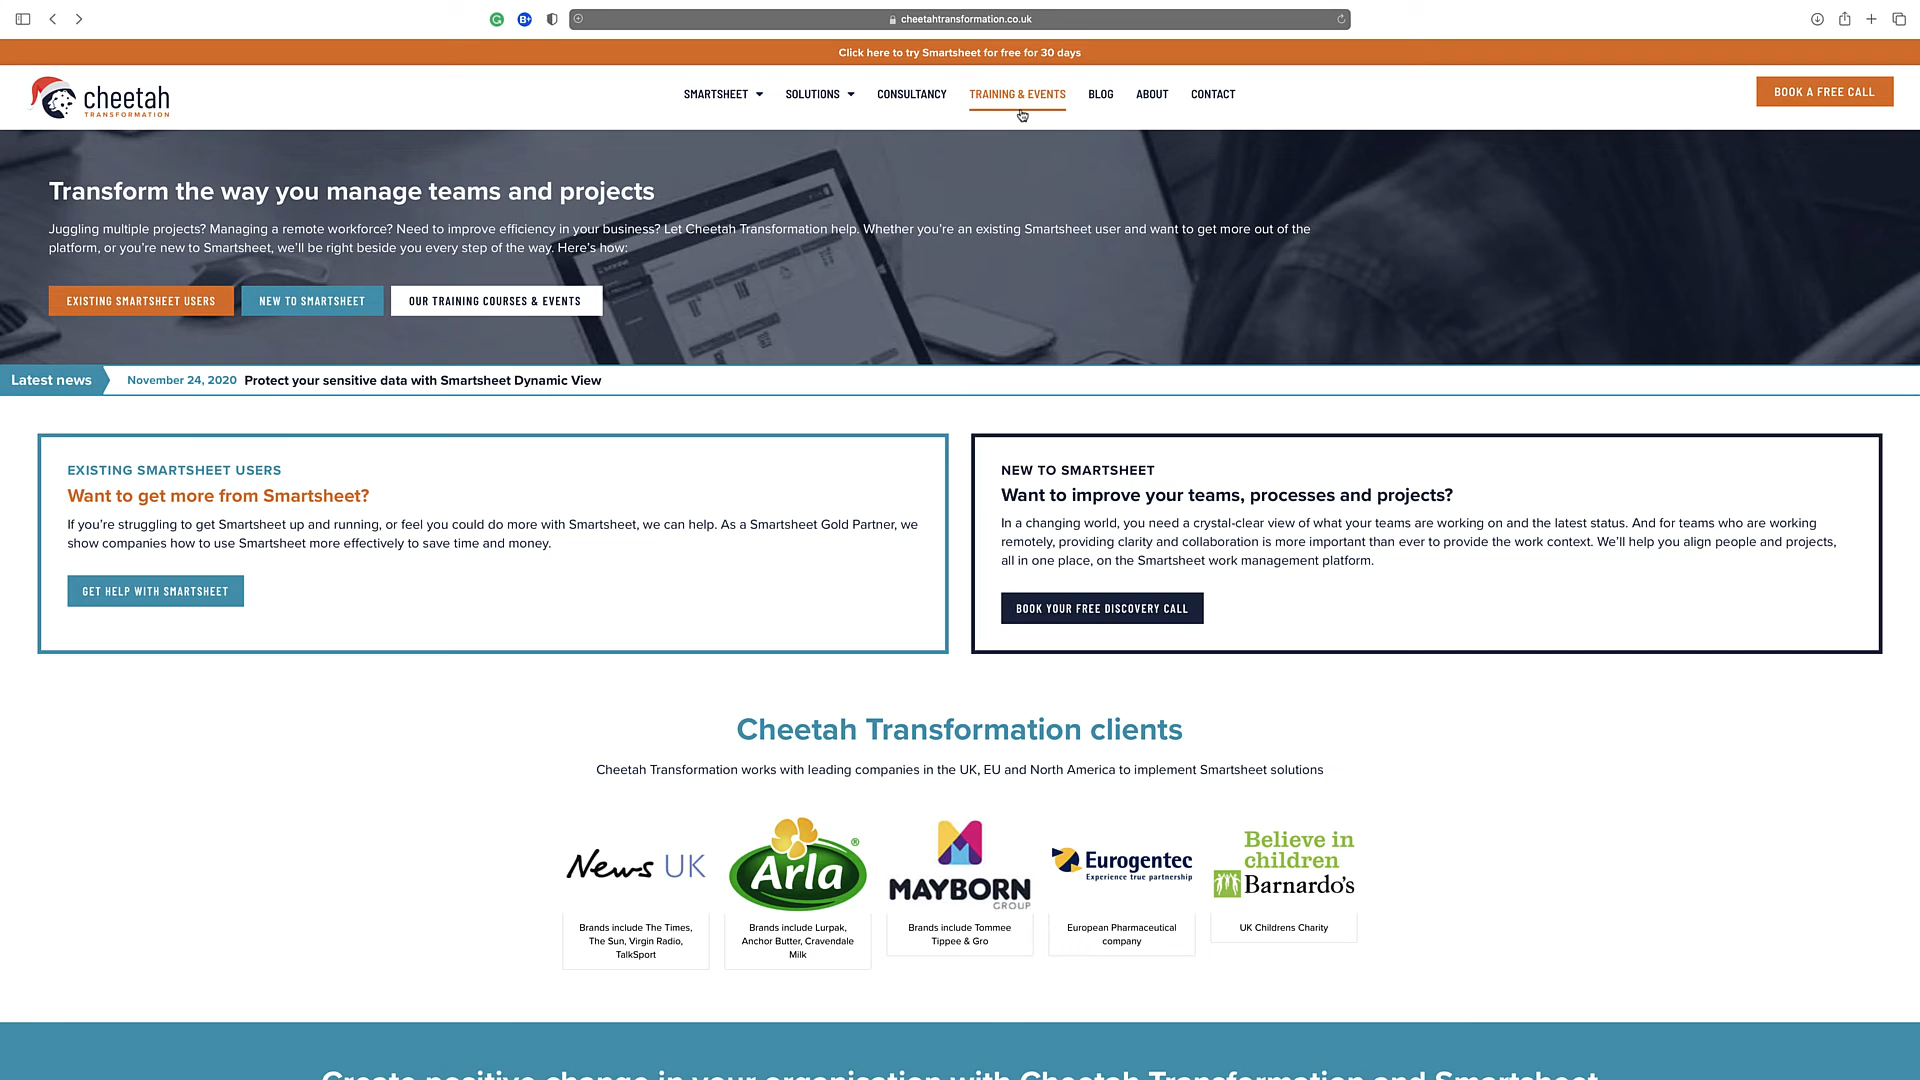 cheetahtransformation.co.uk
Click here to try Smartsheet for free for 30 days
cheetah
TRANSFORMATION
SMARTSHEET
SOLUTIONS
CONSULTANCY
TRAINING & EVENTS
BLOG
ABOUT
CONTACT
BOOK A FREE CALL
Transform the way you manage teams and projects
Juggling multiple projects? Managing a remote workforce? Need to improve efficiency in your business? Let Cheetah Transformation help. Whether you’re an existing Smartsheet user and want to get more out of the
platform, or you’re new to Smartsheet, we’ll be right beside you every step of the way. Here’s how:
EXISTING SMARTSHEET USERS
NEW TO SMARTSHEET
OUR TRAINING COURSES & EVENTS
Latest news
November 24, 2020 Protect your sensitive data with Smartsheet Dynamic View
EXISTING SMARTSHEET USERS
Want to get more from Smartsheet?
If you’re struggling to get Smartsheet up and running, or feel you could do more with Smartsheet, we can help. As a Smartsheet Gold Partner, we
show companies how to use Smartsheet more effectively to save time and money.
GET HELP WITH SMARTSHEET
NEW TO SMARTSHEET
Want to improve your teams, processes and projects?
In a changing world, you need a crystal-clear view of what your teams are working on and the latest status. And for teams who are working
remotely, providing clarity and collaboration is more important than ever to provide the work context. We’ll help you align people and projects,
all in one place, on the Smartsheet work management platform.
BOOK YOUR FREE DISCOVERY CALL
Cheetah Transformation clients
Cheetah Transformation works with leading companies in the UK, EU and North America to implement Smartsheet solutions
News UK
Brands include The Times,
The Sun, Virgin Radio,
TalkSport
Arla®
Brands include Lurpak,
Anchor Butter, Cravendale
Milk
MAYBORN
GROUP
Brands include Tommee
Tippee & Gro
Eurogentec
Experience true partnership
European Pharmaceutical
company
Believe in
children
Barnardo's
UK Childrens Charity
Create positive change in your organisation with Cheetah Transformation and Smartsheet